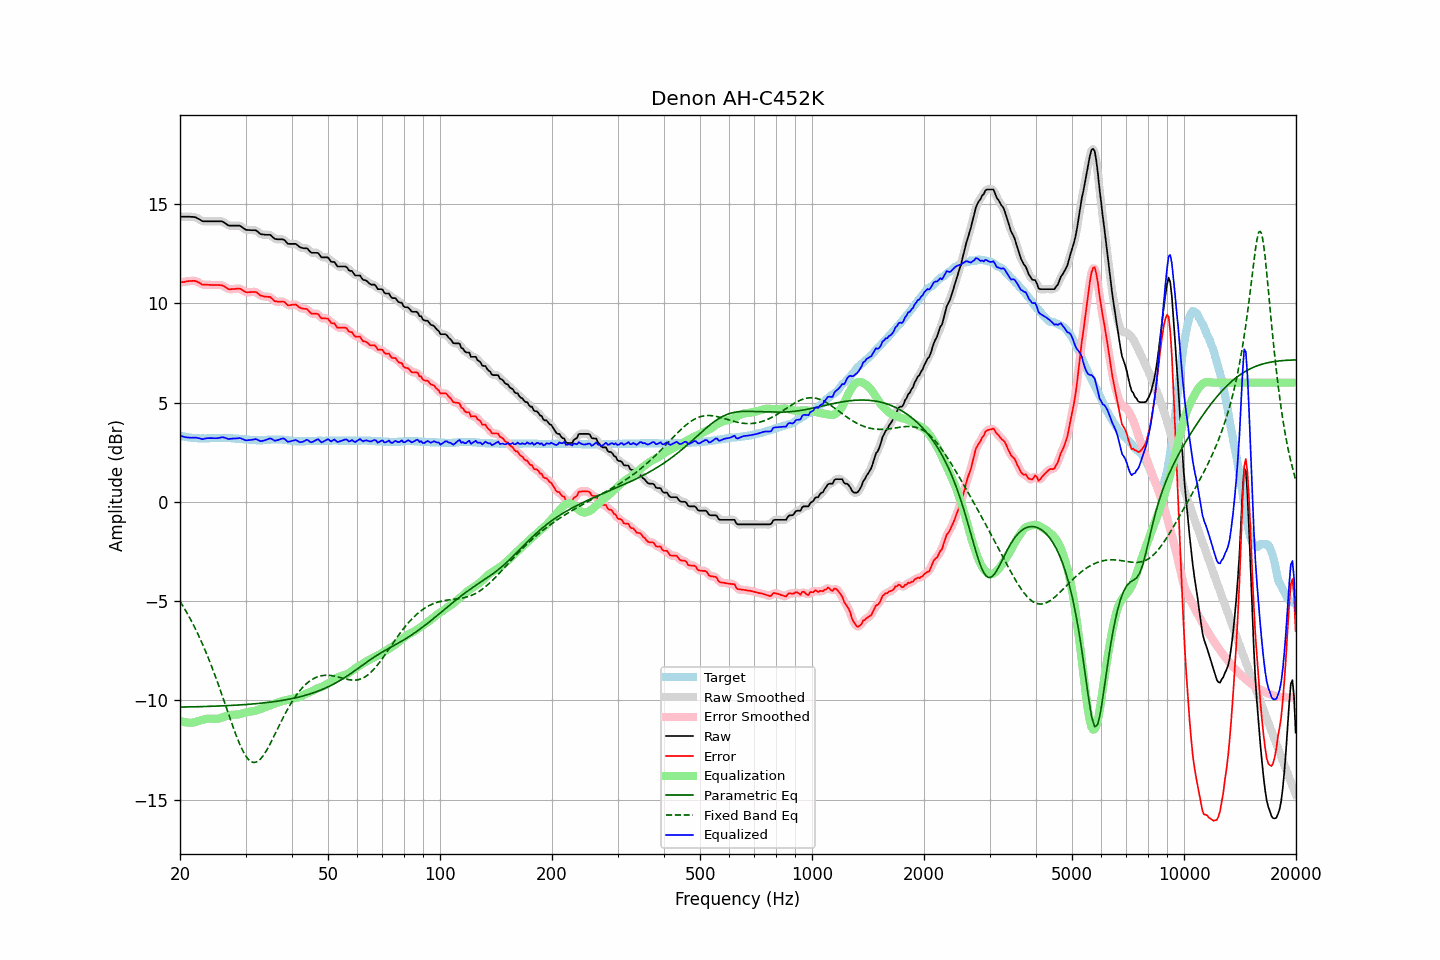 Denon AH-C452K
Amplitude (dBr)
15
10
5
0
−5
−10
−15
Target
Raw Smoothed
Error Smoothed
Raw
Error
Equalization
Parametric Eq
Fixed Band Eq
Equalized
20 50 100 200 500 1000 2000 5000 10000 20000
Frequency (Hz)